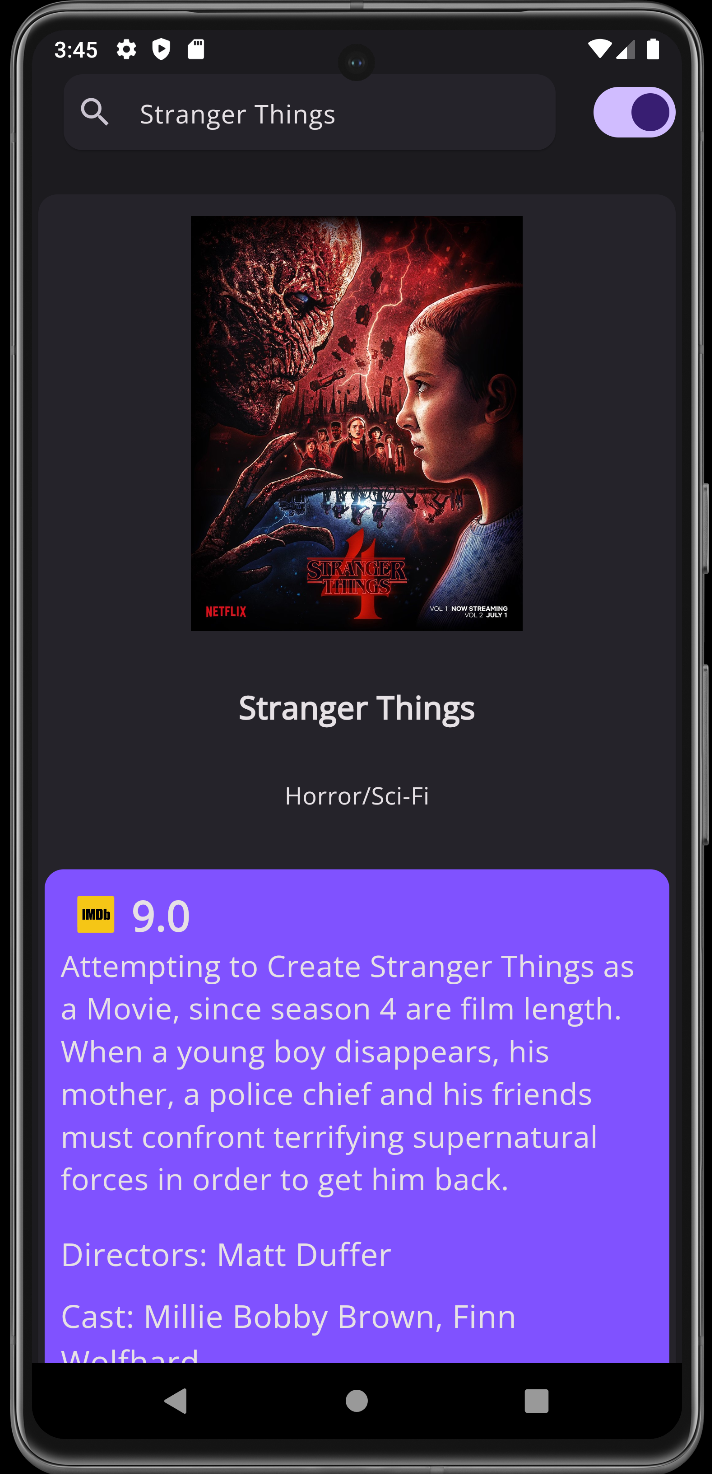 3:45
Stranger Things
4
STRANGER
THINGS
NETFLIX
VOL 1 NOW STREAMING
VOL 2 JULY 1
Stranger Things
Horror/Sci-Fi
IMDb 9.0
Attempting to Create Stranger Things as
a Movie, since season 4 are film length.
When a young boy disappears, his
mother, a police chief and his friends
must confront terrifying supernatural
forces in order to get him back.
Directors: Matt Duffer
Cast: Millie Bobby Brown, Finn
Wolfhard